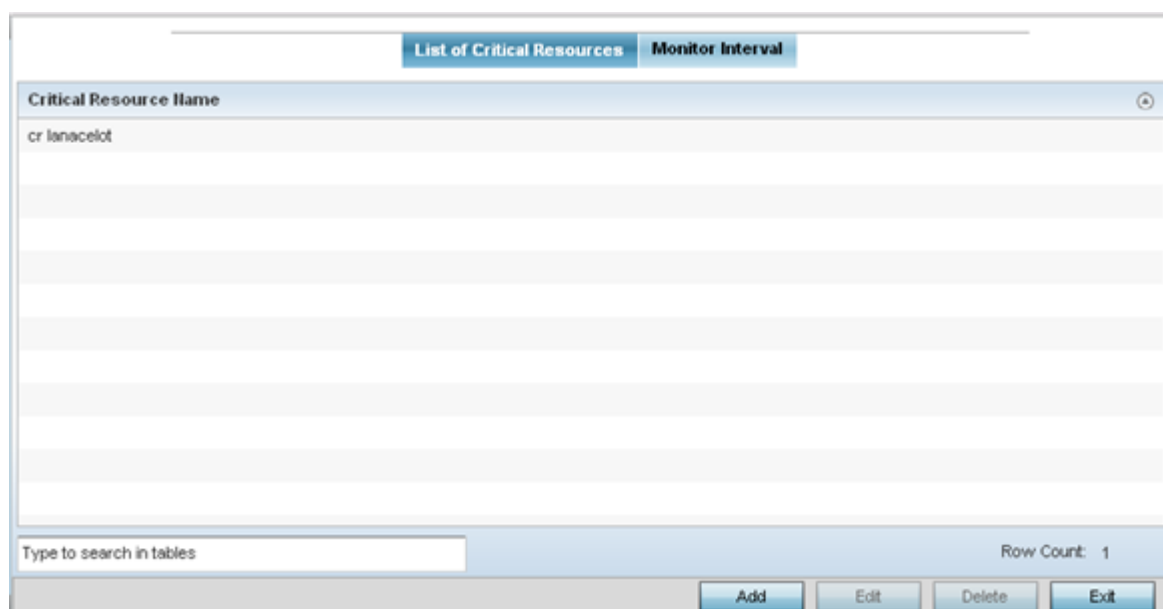 List of Critical Resources Monitor Interval
Critical Resource Name
cr lanacelot
Type to search in tables Row Count: 1
Add Edit Delete Exit